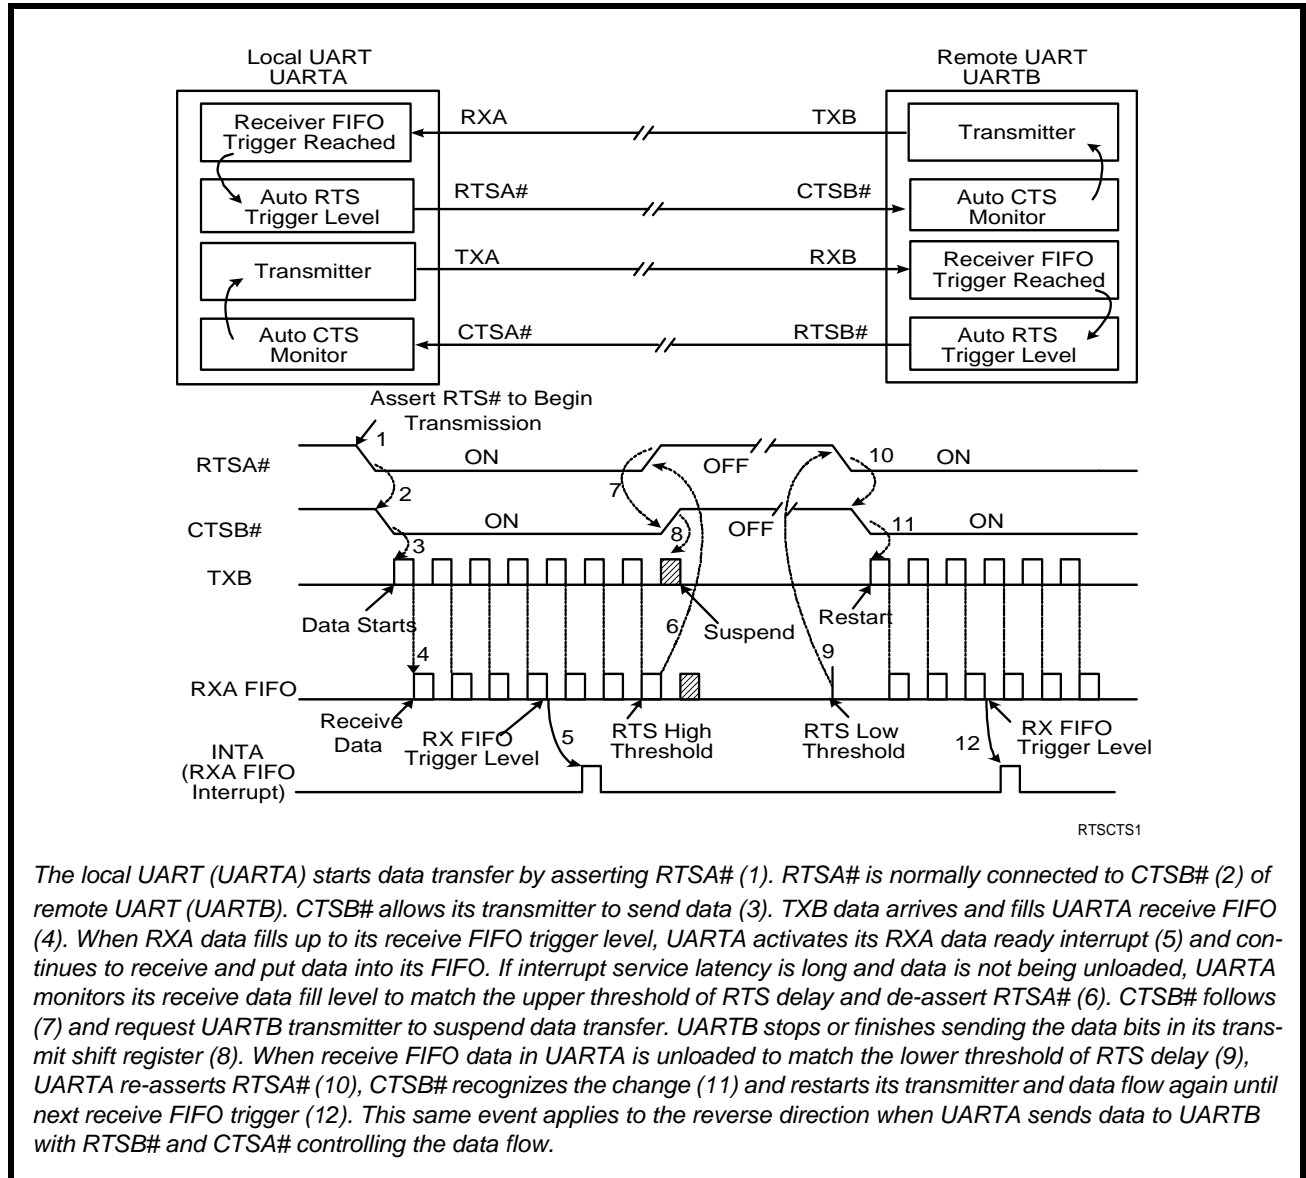 Local UART
UARTA
Remote UART
UARTB
Receiver FIFO
Trigger Reached
RXA
TXB
Transmitter
Auto RTS
Trigger Level
RTSA#
CTSB#
Auto CTS
Monitor
Transmitter
TXA
RXB
Receiver FIFO
Trigger Reached
Auto CTS
Monitor
CTSA#
RTSB#
Auto RTS
Trigger Level
Assert RTS# to Begin
Transmission
1
RTSA#
ON
OFF
10
ON
2
7
CTSB#
ON
8
OFF
11
ON
3
TXB
Data Starts
6
Suspend
Restart
4
9
RXA FIFO
Receive
Data
RX FIFO
Trigger Level
5
RTS High
Threshold
RTS Low
Threshold
12
RX FIFO
Trigger Level
INTA
(RXA FIFO
Interrupt)
RTSCTS1
The local UART (UARTA) starts data transfer by asserting RTSA# (1). RTSA# is normally connected to CTSB# (2) of
remote UART (UARTB). CTSB# allows its transmitter to send data (3). TXB data arrives and fills UARTA receive FIFO
(4). When RXA data fills up to its receive FIFO trigger level, UARTA activates its RXA data ready interrupt (5) and con-
tinues to receive and put data into its FIFO. If interrupt service latency is long and data is not being unloaded, UARTA
monitors its receive data fill level to match the upper threshold of RTS delay and de-assert RTSA# (6). CTSB# follows
(7) and request UARTB transmitter to suspend data transfer. UARTB stops or finishes sending the data bits in its trans-
mit shift register (8). When receive FIFO data in UARTA is unloaded to match the lower threshold of RTS delay (9),
UARTA re-asserts RTSA# (10), CTSB# recognizes the change (11) and restarts its transmitter and data flow again until
next receive FIFO trigger (12). This same event applies to the reverse direction when UARTA sends data to UARTB
with RTSB# and CTSA# controlling the data flow.